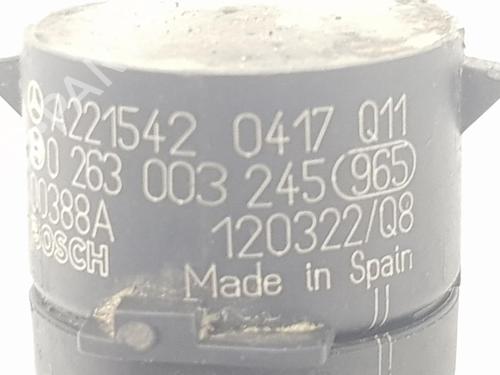 A221542 0417 Q11
0 263 003 245 965
00388A 120322/Q8
BOSCH
Made in Spain